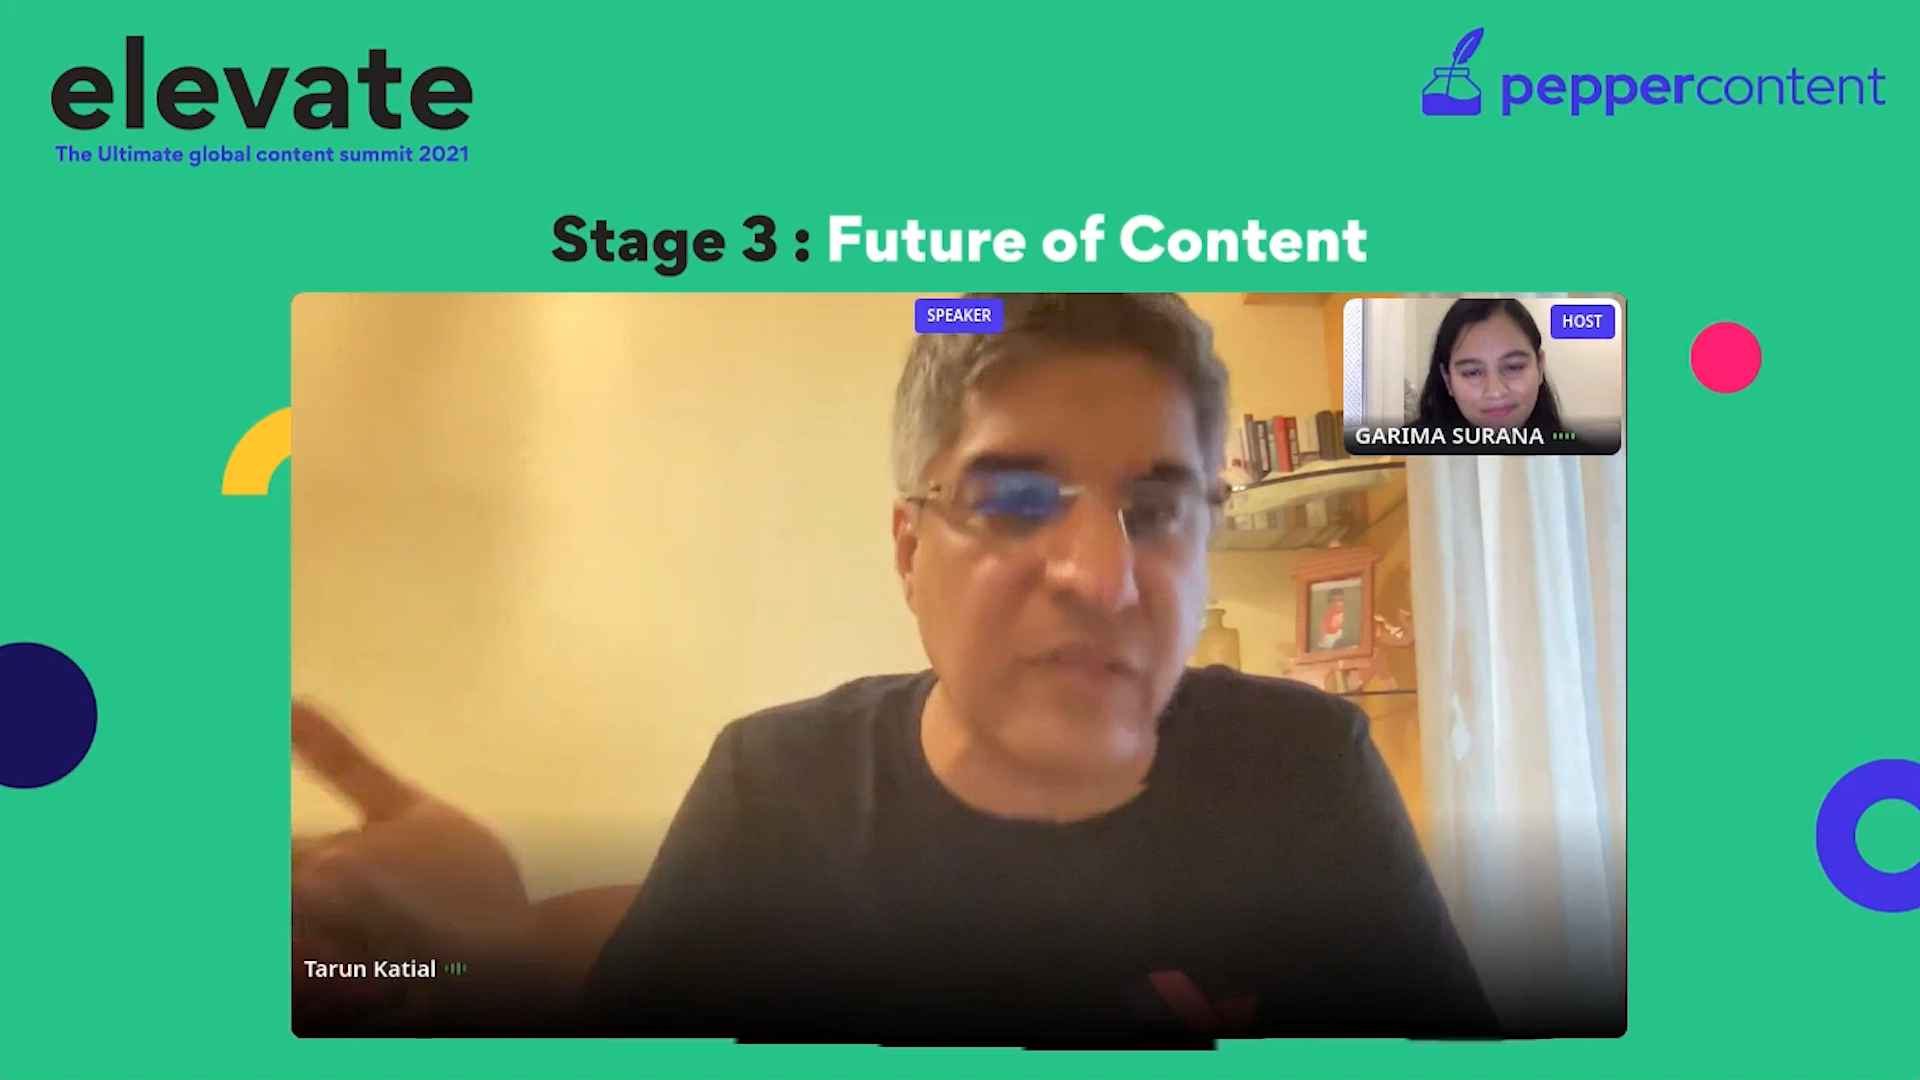 elevate
The Ultimate global content summit 2021
peppercontent
Stage 3 : Future of Content
SPEAKER
HOST
GARIMA SURANA
Tarun Katial